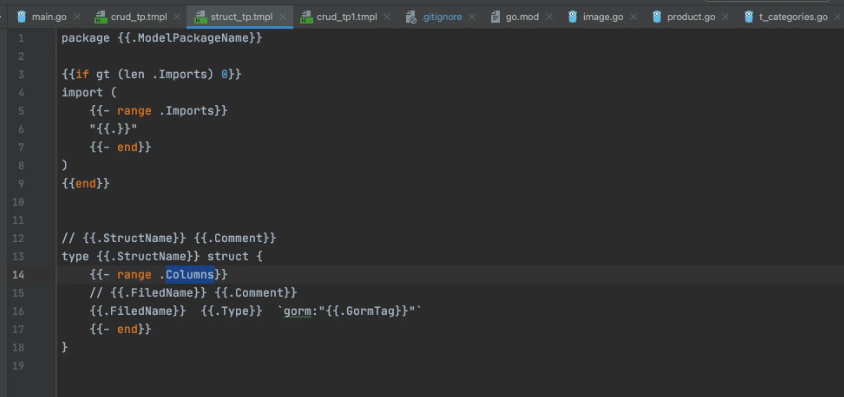 main.go crud_tp.tmpl struct_tp.tmpl crud_tp1.tmpl .gitignore go.mod image.go product.go t_categories.go
1 package {{.ModelPackageName}}
2
3 {{if gt (len .Imports) 0}}
4 import (
5 {{- range .Imports}}
6 "{{.}}"
7 {{- end}}
8 )
9 {{end}}
10
11
12 // {{.StructName}} {{.Comment}}
13 type {{.StructName}} struct {
14 {{- range .Columns}}
15 // {{.FiledName}} {{.Comment}}
16 {{.FiledName}} {{.Type}} `gorm:"{{.GormTag}}"`
17 {{- end}}
18 }
19